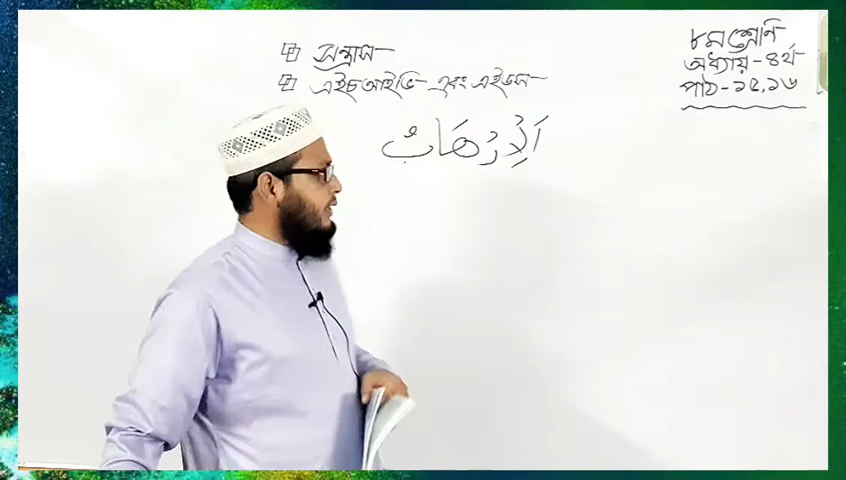 সন্ত্রাস
এইচআইভি এবং এইডস
اَلْإِرْهَابُ
৮ম শ্রেণি
অধ্যায়-৪র্থ
পাঠ-১৫,১৬